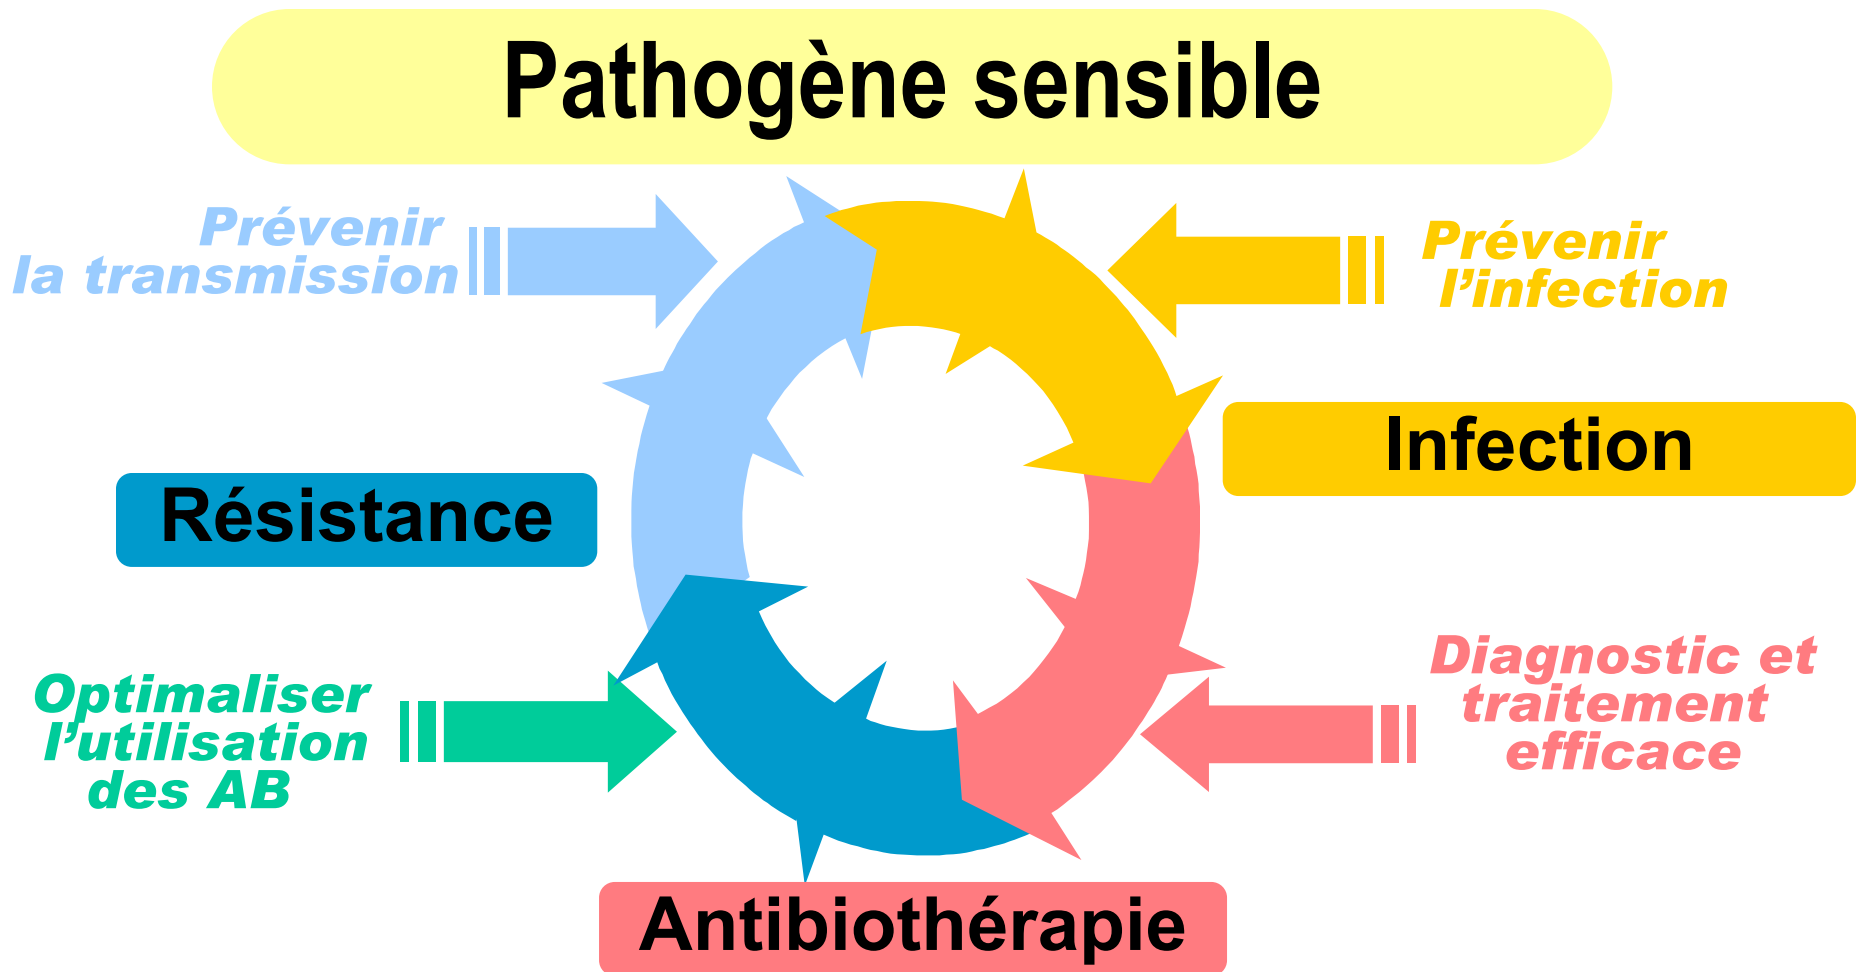 Pathogène sensible
Prévenir
la transmission
Prévenir
l’infection
Infection
Résistance
Optimaliser
l’utilisation
des AB
Diagnostic et
traitement
efficace
Antibiothérapie